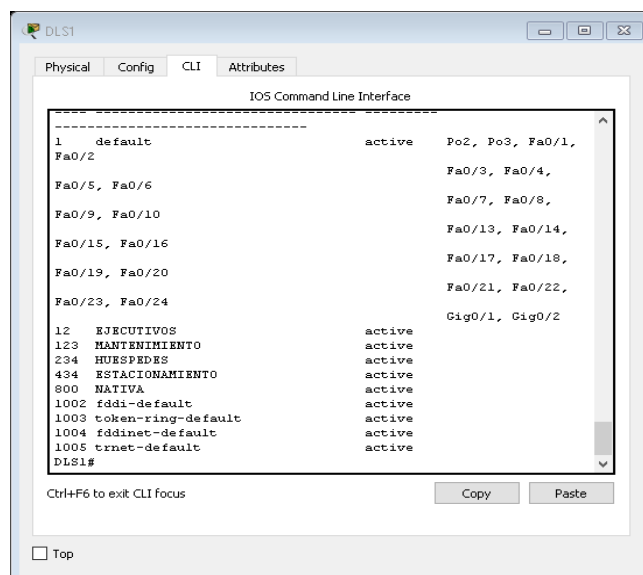 DLS1
Physical Config CLI Attributes
IOS Command Line Interface
---- -------------------------------- ---------
-------------------------------
1 default active Po2, Po3, Fa0/1,
Fa0/2
Fa0/3, Fa0/4,
Fa0/5, Fa0/6
Fa0/7, Fa0/8,
Fa0/9, Fa0/10
Fa0/13, Fa0/14,
Fa0/15, Fa0/16
Fa0/17, Fa0/18,
Fa0/19, Fa0/20
Fa0/21, Fa0/22,
Fa0/23, Fa0/24
Gig0/1, Gig0/2
12 EJECUTIVOS active
123 MANTENIMIENTO active
234 HUESPEDES active
434 ESTACIONAMIENTO active
800 NATIVA active
1002 fddi-default active
1003 token-ring-default active
1004 fddinet-default active
1005 trnet-default active
DLS1#
Ctrl+F6 to exit CLI focus
Copy Paste
Top